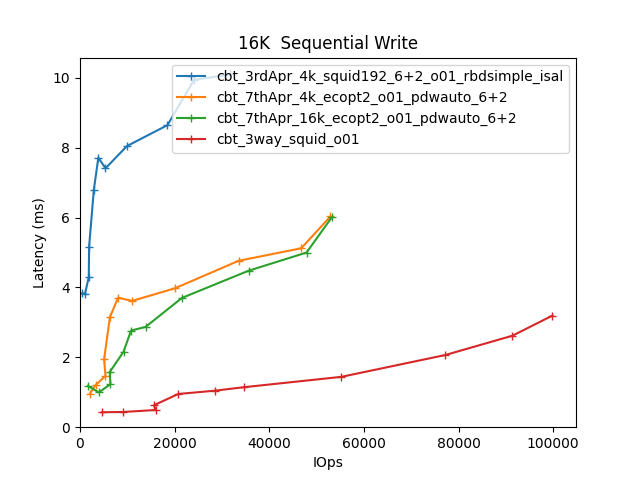 16K  Sequential Write
cbt_3rdApr_4k_squid192_6+2_o01_rbdsimple_isal
cbt_7thApr_4k_ecopt2_o01_pdwauto_6+2
cbt_7thApr_16k_ecopt2_o01_pdwauto_6+2
cbt_3way_squid_o01
Latency (ms)
10
8
6
4
2
0
0 20000 40000 60000 80000 100000
IOps